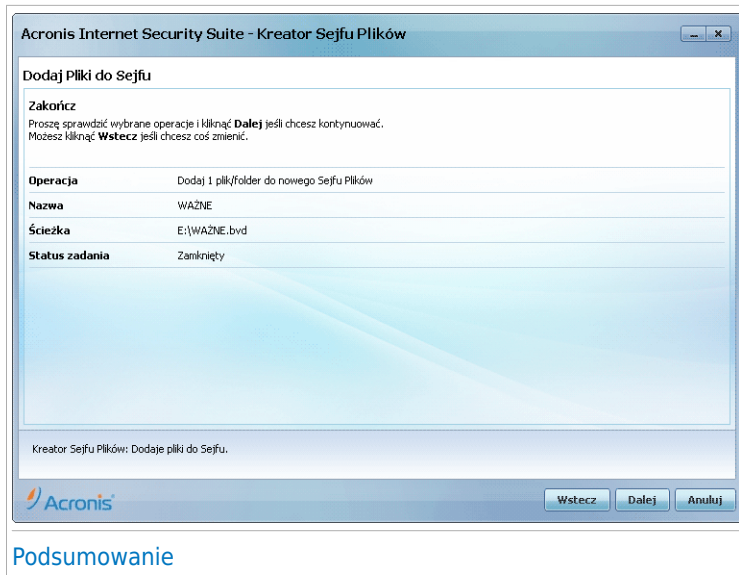 Acronis Internet Security Suite - Kreator Sejfu Plików
Dodaj Pliki do Sejfu
Zakończ
Proszę sprawdzić wybrane operacje i kliknąć Dalej jeśli chcesz kontynuować.
Możesz kliknąć Wstecz jeśli chcesz coś zmienić.
Operacja Dodaj 1 plik/folder do nowego Sejfu Plików
Nazwa WAŻNE
Ścieżka E:\WAŻNE.bvd
Status zadania Zamknięty
Kreator Sejfu Plików: Dodaje pliki do Sejfu.
Acronis
Wstecz Dalej Anuluj
Podsumowanie